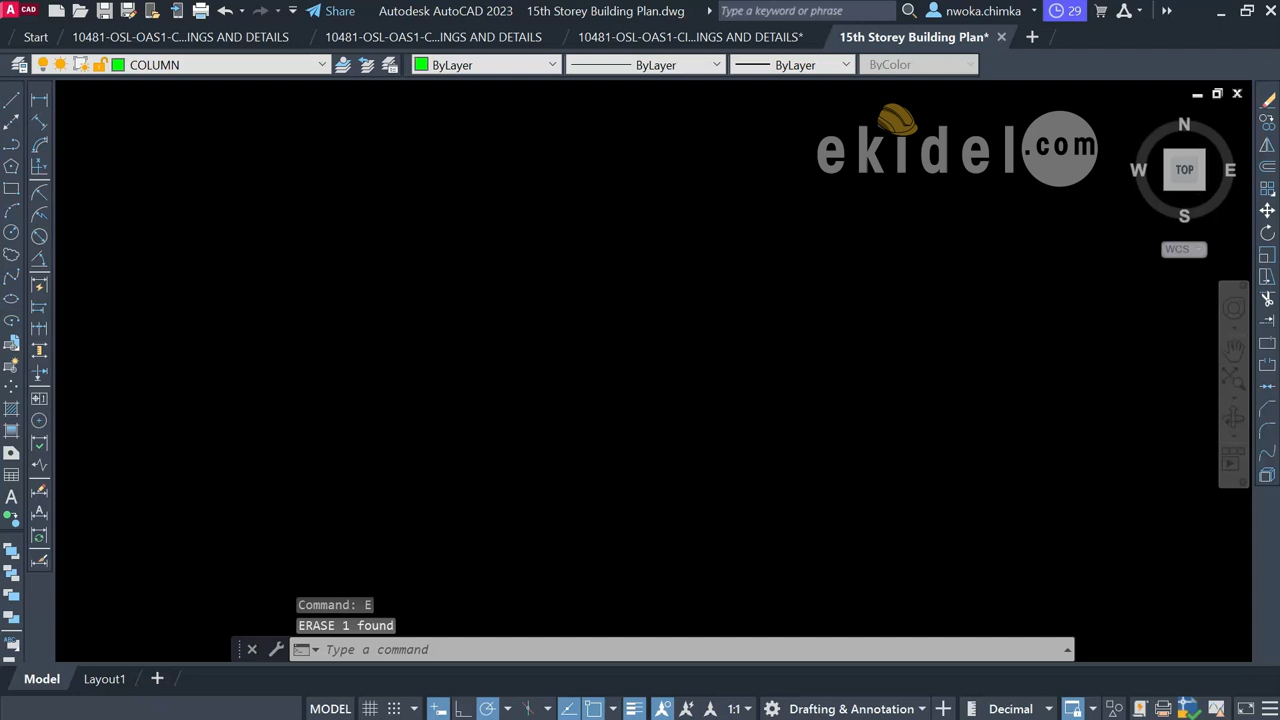 CAD
Share
Autodesk AutoCAD 2023
15th Storey Building Plan.dwg
Type a keyword or phrase
nwoka.chimka
29
Start
10481-OSL-OAS1-C...INGS AND DETAILS
10481-OSL-OAS1-C...INGS AND DETAILS
10481-OSL-OAS1-CI...INGS AND DETAILS*
15th Storey Building Plan*
COLUMN
ByLayer
ByLayer
ByLayer
ByColor
ekidel.com
N
W
TOP
E
S
WCS
Command: E
ERASE 1 found
Type a command
Model
Layout1
MODEL
1:1
Drafting & Annotation
Decimal